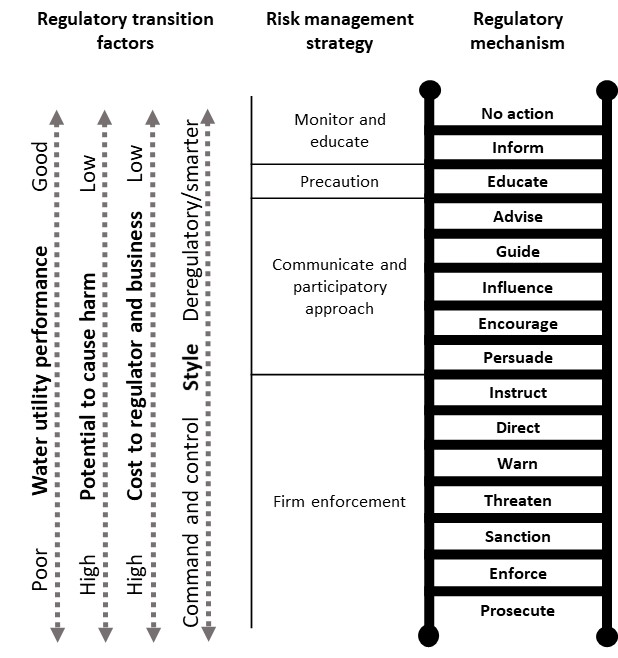 Regulatory transition
factors
Risk management
strategy
Regulatory
mechanism
Good
Water utility performance
Poor
Low
Potential to cause harm
High
Low
Cost to regulator and business
High
Deregulatory/smarter
Style
Command and control
Monitor and
educate
Precaution
Communicate and
participatory
approach
Firm enforcement
No action
Inform
Educate
Advise
Guide
Influence
Encourage
Persuade
Instruct
Direct
Warn
Threaten
Sanction
Enforce
Prosecute